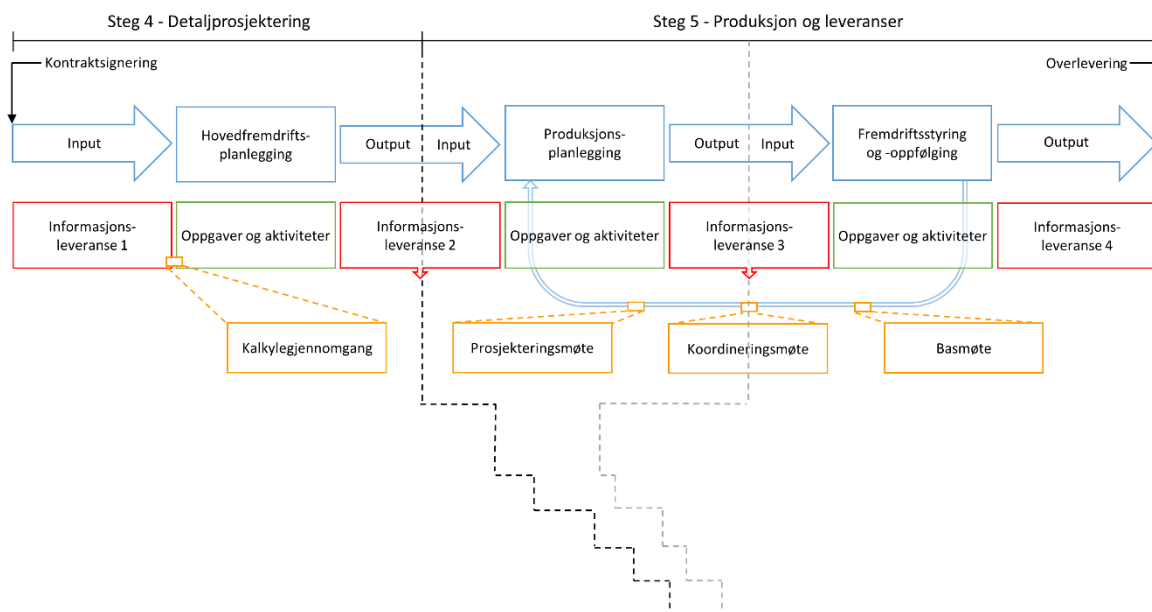 Steg 4 - Detaljprosjektering
Steg 5 - Produksjon og leveranser
Kontraktsignering
Overlevering
Input
Hovedfremdrifts-
planlegging
Output
Input
Produksjons-
planlegging
Output
Input
Fremdriftsstyring
og -oppfølging
Output
Informasjons-
leveranse 1
Oppgaver og aktiviteter
Informasjons-
leveranse 2
Oppgaver og aktiviteter
Informasjons-
leveranse 3
Oppgaver og aktiviteter
Informasjons-
leveranse 4
Kalkylegjennomgang
Prosjekteringsmøte
Koordineringsmøte
Basmøte